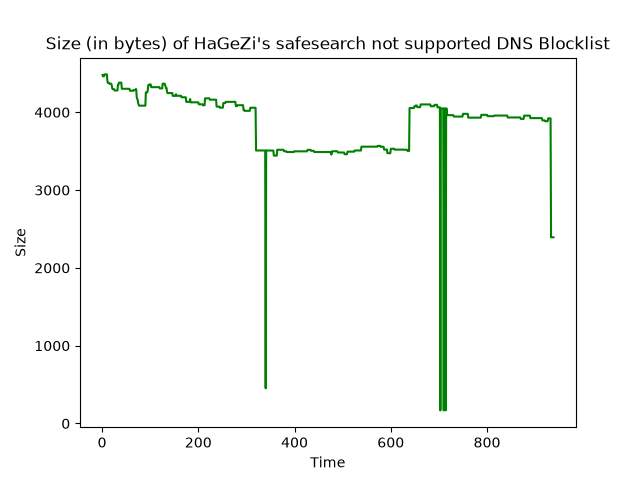 Size (in bytes) of HaGeZi's safesearch not supported DNS Blocklist
4000
3000
2000
1000
0
Size
0 200 400 600 800
Time